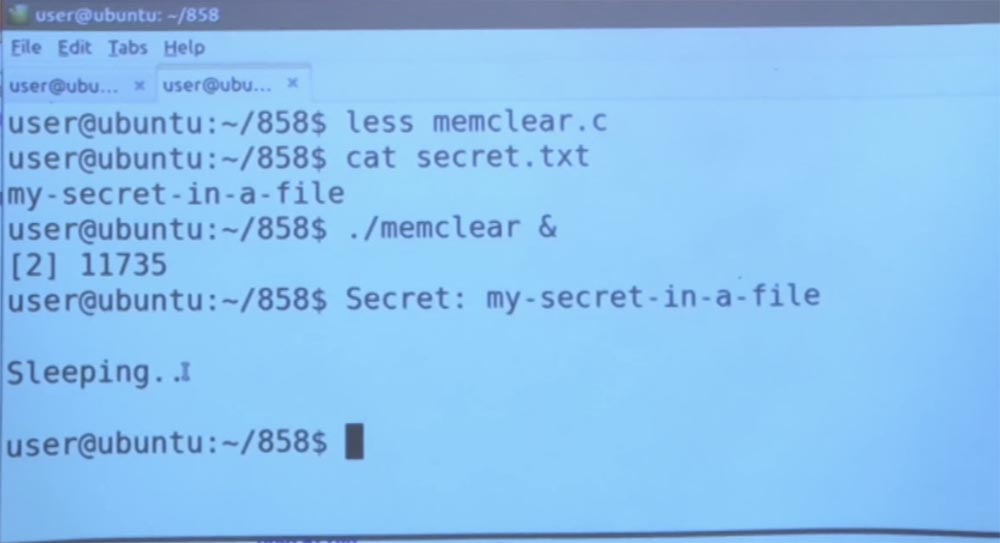 user@ubuntu: ~/858
File Edit Tabs Help
user@ubu... × user@ubu... ×
user@ubuntu:~/858$ less memclear.c
user@ubuntu:~/858$ cat secret.txt
my-secret-in-a-file
user@ubuntu:~/858$ ./memclear &
[2] 11735
user@ubuntu:~/858$ Secret: my-secret-in-a-file
Sleeping..
user@ubuntu:~/858$